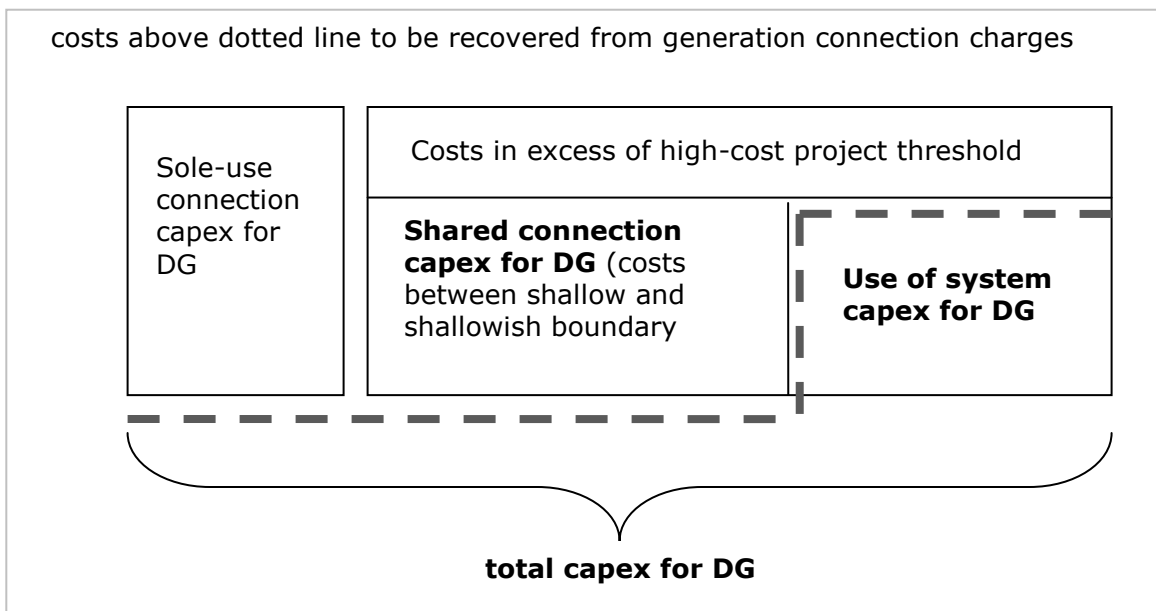 costs above dotted line to be recovered from generation connection charges
Sole-use
connection
capex for
DG
Costs in excess of high-cost project threshold
Shared connection
capex for DG (costs
between shallow and
shallowish boundary
Use of system
capex for DG
total capex for DG